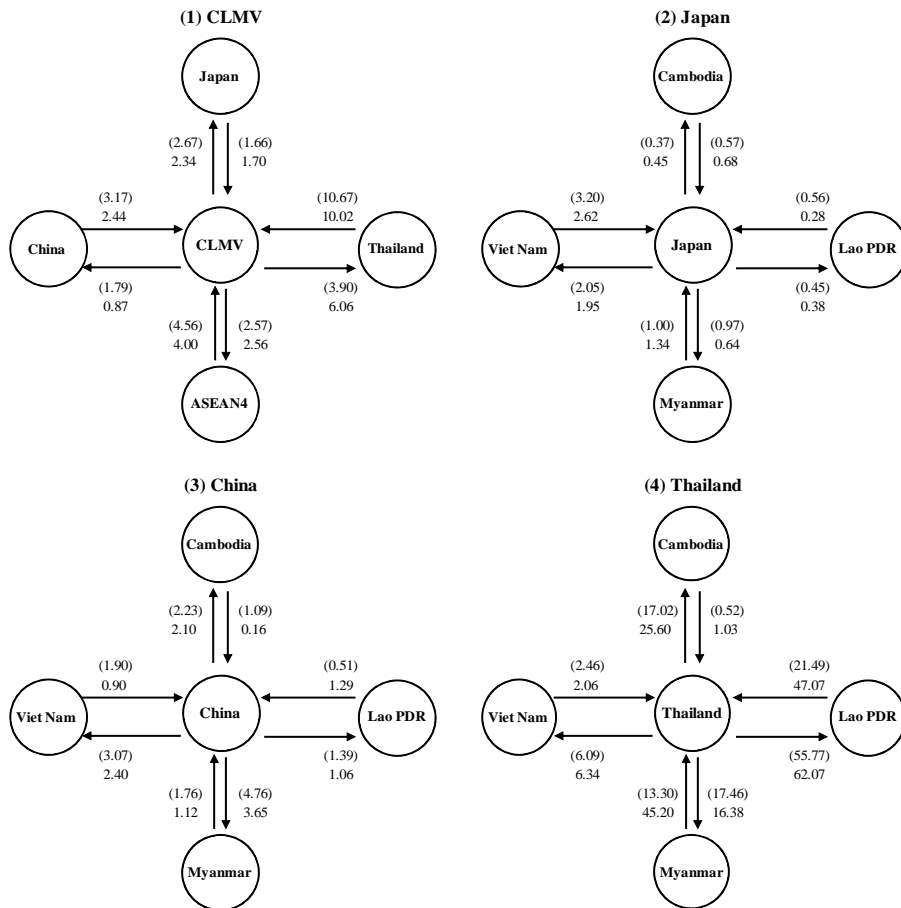 (1) CLMV
Japan
(2.67)
2.34
(1.66)
1.70
(3.17)
2.44
(10.67)
10.02
China
CLMV
Thailand
(1.79)
0.87
(3.90)
6.06
(4.56)
4.00
(2.57)
2.56
ASEAN4
(2) Japan
Cambodia
(0.37)
0.45
(0.57)
0.68
(3.20)
2.62
(0.56)
0.28
Viet Nam
Japan
Lao PDR
(2.05)
1.95
(0.45)
0.38
(1.00)
1.34
(0.97)
0.64
Myanmar
(3) China
Cambodia
(2.23)
2.10
(1.09)
0.16
(1.90)
0.90
(0.51)
1.29
Viet Nam
China
Lao PDR
(3.07)
2.40
(1.39)
1.06
(1.76)
1.12
(4.76)
3.65
Myanmar
(4) Thailand
Cambodia
(17.02)
25.60
(0.52)
1.03
(2.46)
2.06
(21.49)
47.07
Viet Nam
Thailand
Lao PDR
(6.09)
6.34
(55.77)
62.07
(13.30)
45.20
(17.46)
16.38
Myanmar